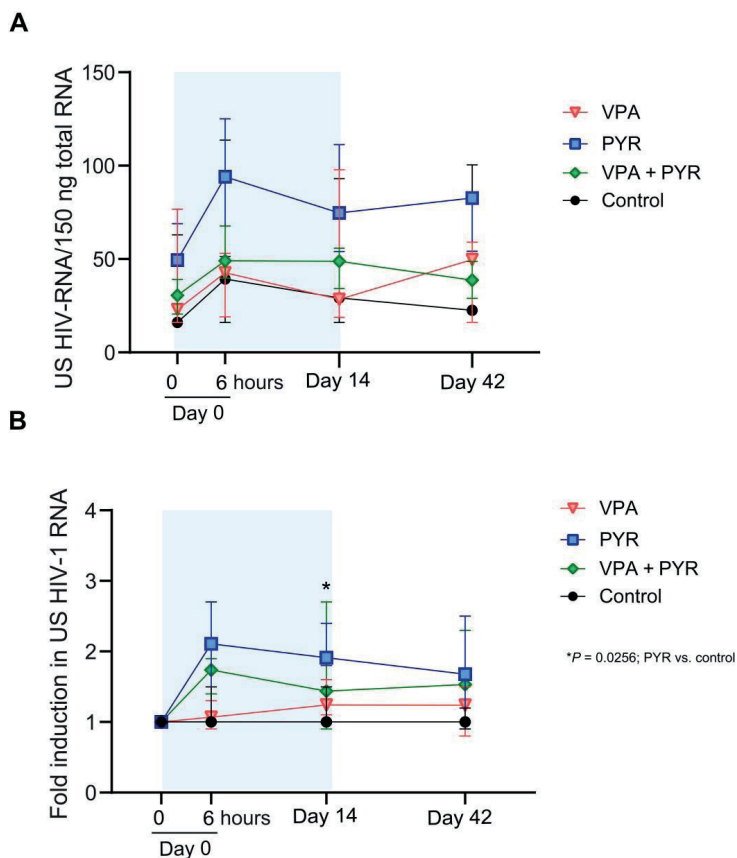 A
US HIV-RNA/150 ng total RNA
150
100
50
0
0
6 hours
Day 14
Day 42
Day 0
VPA
PYR
VPA + PYR
Control
B
Fold induction in US HIV-1 RNA
4
3
2
1
0
*
0
6 hours
Day 14
Day 42
Day 0
VPA
PYR
VPA + PYR
Control
*P = 0.0256; PYR vs. control